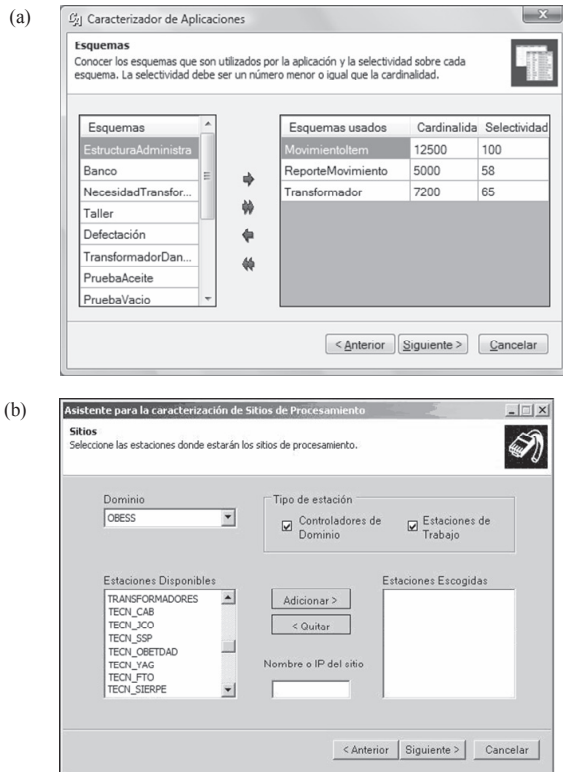 (a)
Caracterizador de Aplicaciones
Esquemas
Conocer los esquemas que son utilizados por la aplicación y la selectividad sobre cada
esquema. La selectividad debe ser un número menor o igual que la cardinalidad.
Esquemas
EstructuraAdministra
Banco
NecesidadTransfor...
Taller
Defectación
TransformadorDan...
PruebaAceite
PruebaVacio
Esquemas usados Cardinalida Selectividad
MovimientoItem 12500 100
ReporteMovimiento 5000 58
Transformador 7200 65
< Anterior Siguiente > Cancelar
(b)
Asistente para la caracterización de Sitios de Procesamiento
Sitios
Seleccione las estaciones donde estarán los sitios de procesamiento.
Dominio
OBESS
Tipo de estación
Controladores de
Dominio
Estaciones de
Trabajo
Estaciones Disponibles
TRANSFORMADORES
TECN_CAB
TECN_JCO
TECN_SSP
TECN_OBETDAD
TECN_YAG
TECN_FTO
TECN_SIERPE
Adicionar >
< Quitar
Nombre o IP del sitio
Estaciones Escogidas
< Anterior Siguiente > Cancelar